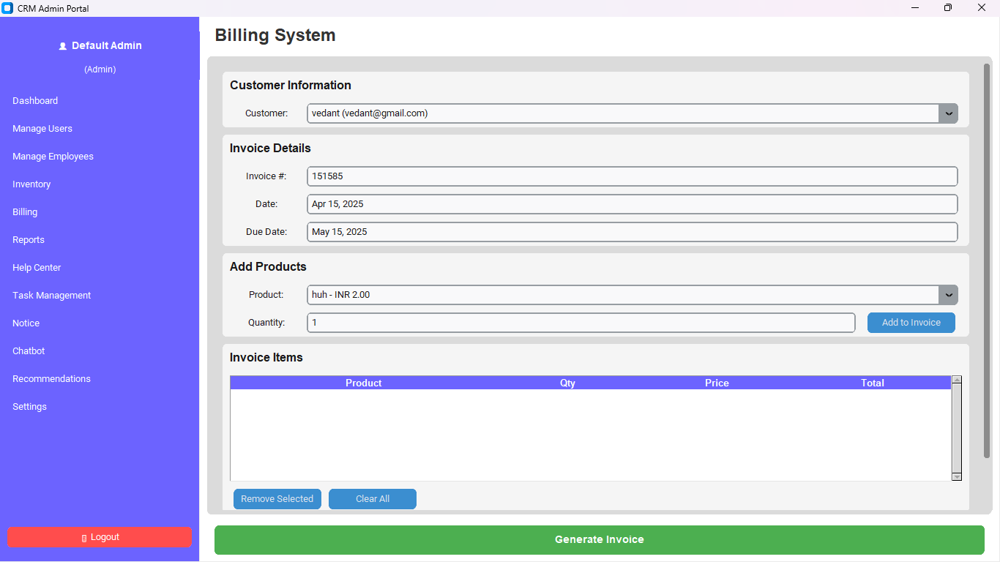 CRM Admin Portal
Default Admin
(Admin)
Dashboard
Manage Users
Manage Employees
Inventory
Billing
Reports
Help Center
Task Management
Notice
Chatbot
Recommendations
Settings
Logout
Billing System
Customer Information
Customer: vedant (vedant@gmail.com)
Invoice Details
Invoice #: 151585
Date: Apr 15, 2025
Due Date: May 15, 2025
Add Products
Product: huh - INR 2.00
Quantity: 1 Add to Invoice
Invoice Items
Product Qty Price Total
Remove Selected Clear All
Generate Invoice